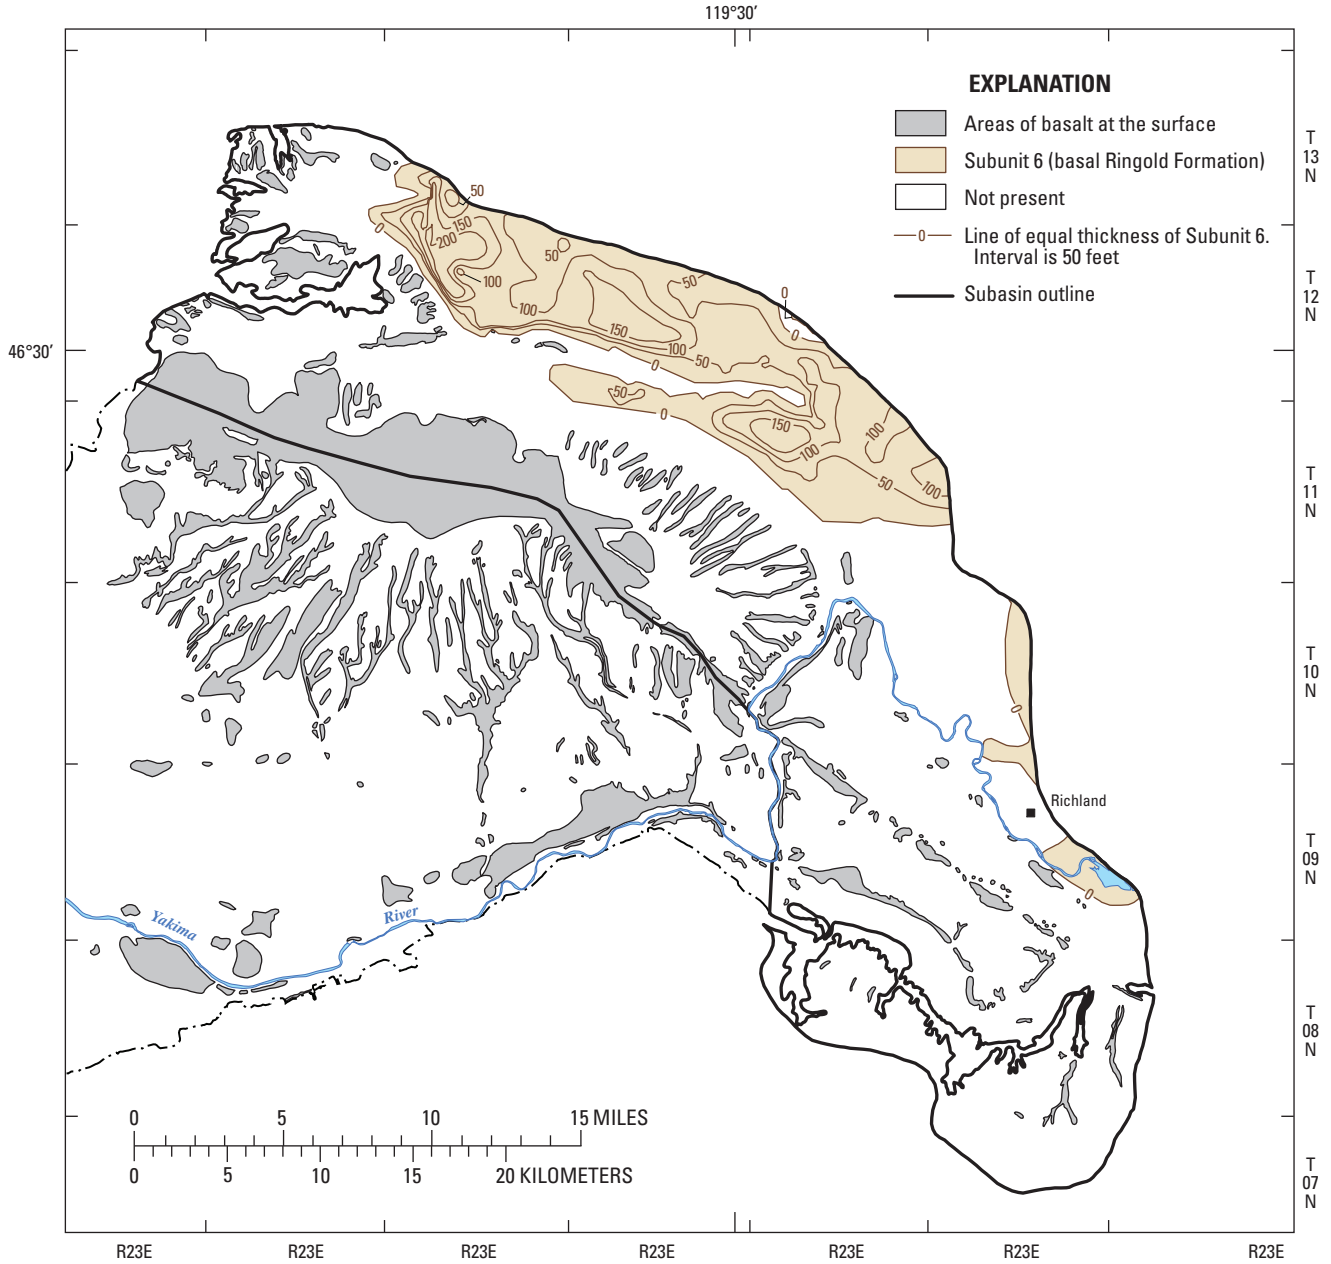 119°30′
EXPLANATION
Areas of basalt at the surface
Subunit 6 (basal Ringold Formation)
Not present
0
Line of equal thickness of Subunit 6.
Interval is 50 feet
Subasin outline
T
13
N
T
12
N
T
11
N
T
10
N
T
09
N
T
08
N
T
07
N
46°30′
50
150
200
0
100
50
50
0
100
150
0
100
50
0
50
0
150
100
100
50
100
0
Richland
0
Yakima
River
0
5
10
15 MILES
0
5
10
15
20 KILOMETERS
R23E
R23E
R23E
R23E
R23E
R23E
R23E